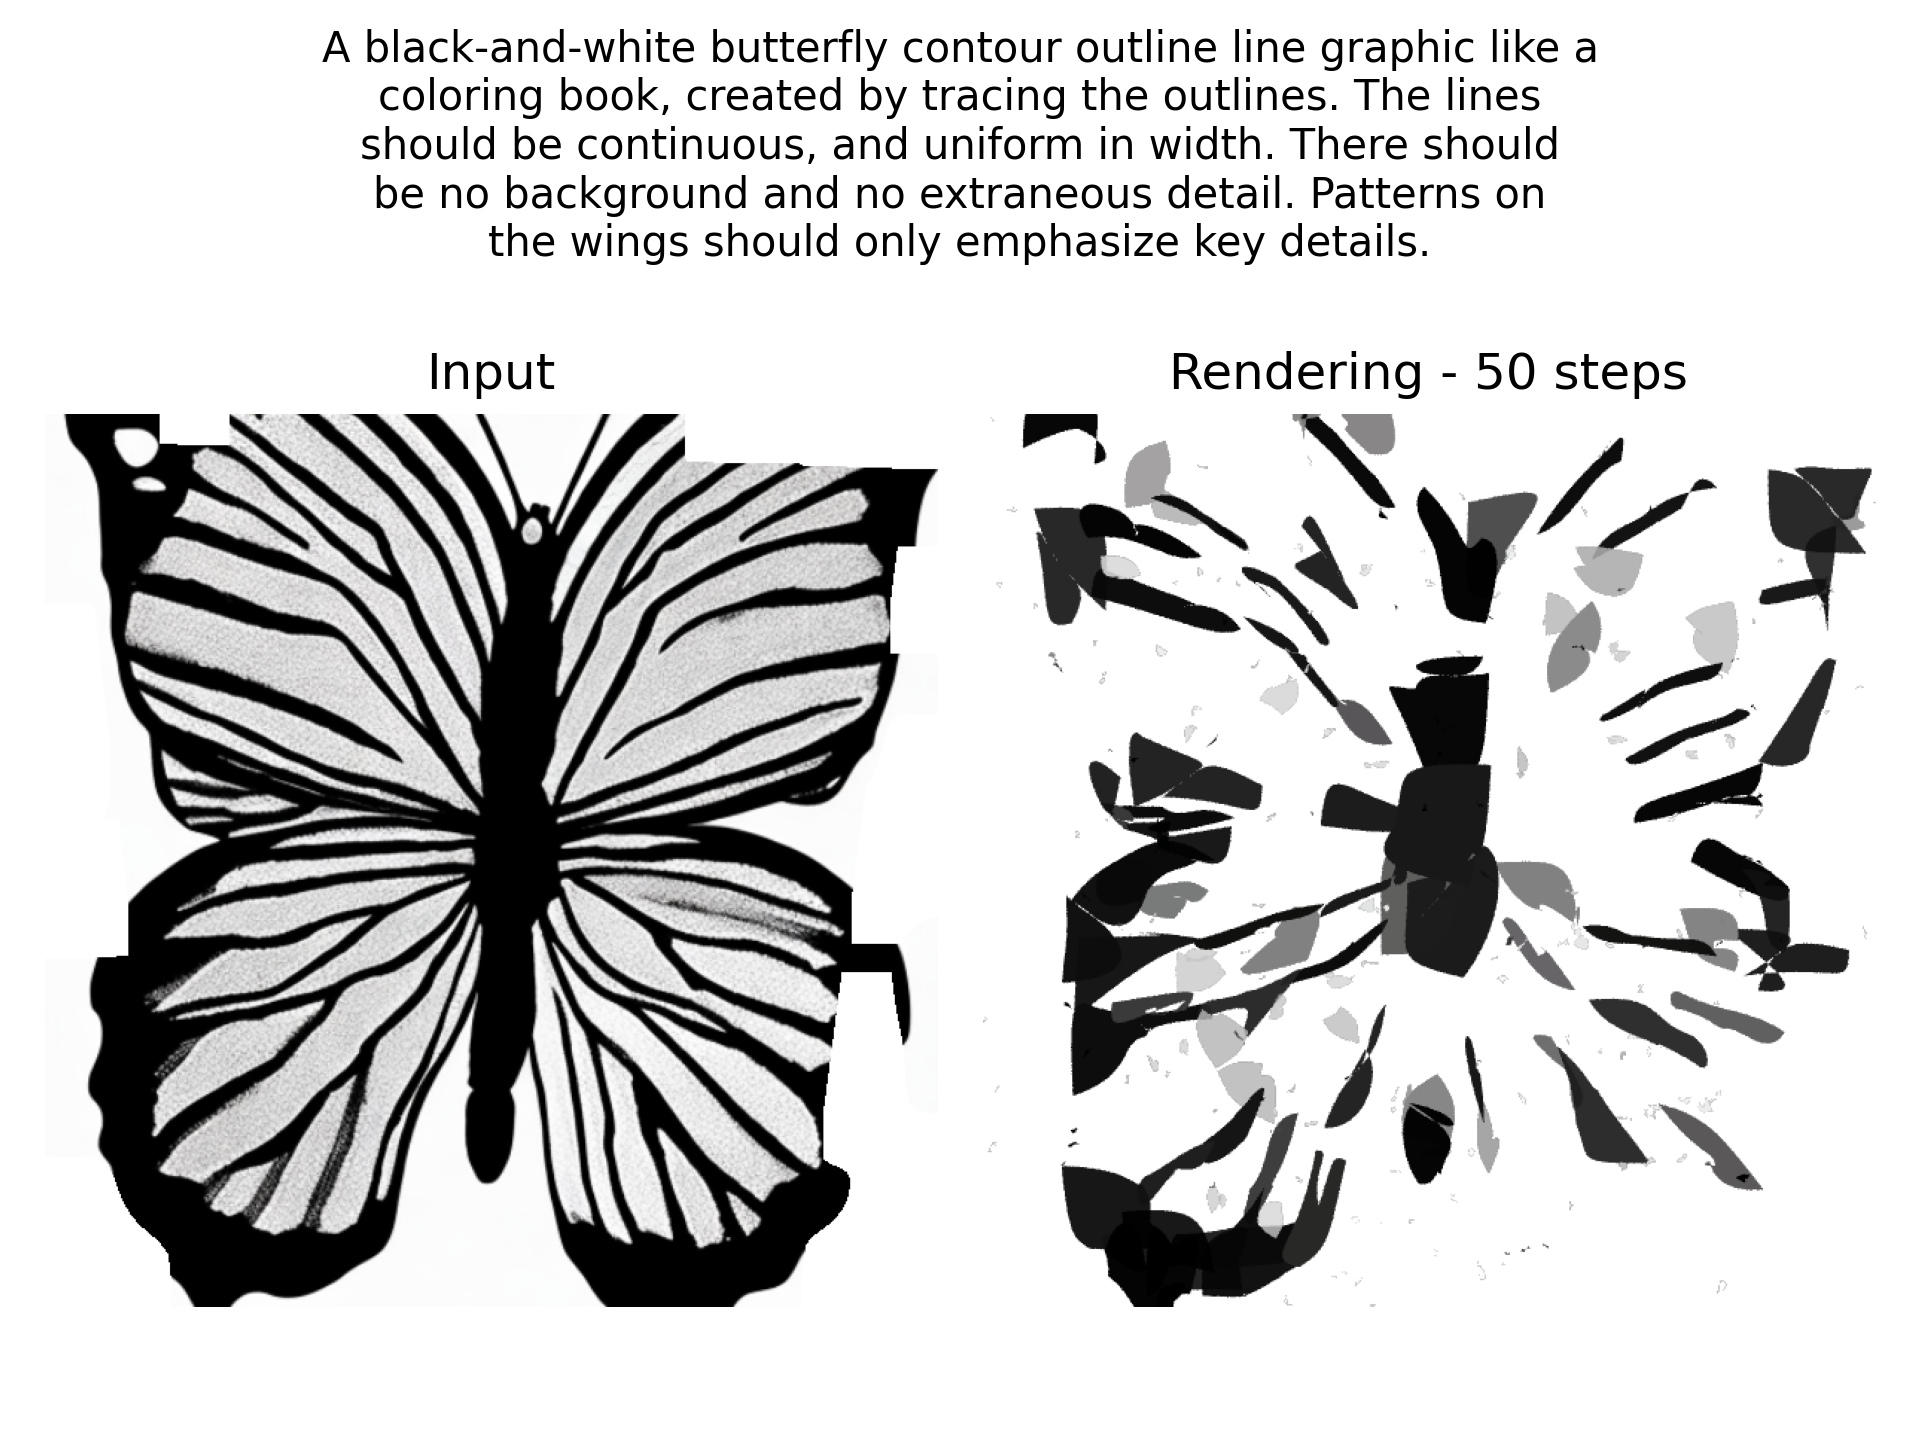 A black-and-white butterfly contour outline line graphic like a
coloring book, created by tracing the outlines. The lines
should be continuous, and uniform in width. There should
be no background and no extraneous detail. Patterns on
the wings should only emphasize key details.
Input
Rendering - 50 steps